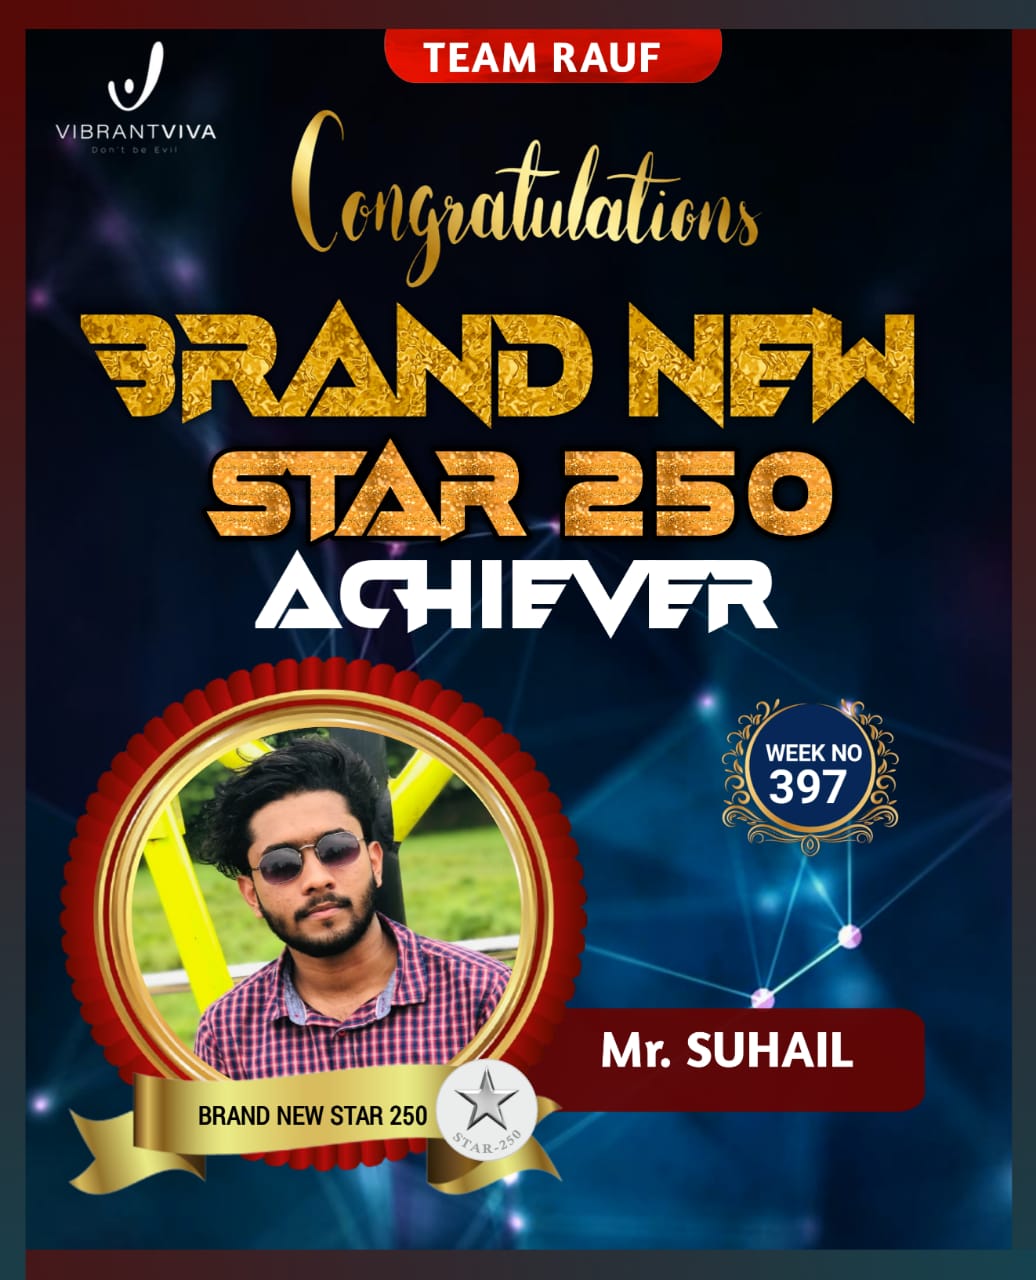 TEAM RAUF
VIBRANTVIVA
Don't be Evil
Congratulations
BRAND NEW
STAR 250
ACHIEVER
WEEK NO
397
Mr. SUHAIL
BRAND NEW STAR 250
STAR-250